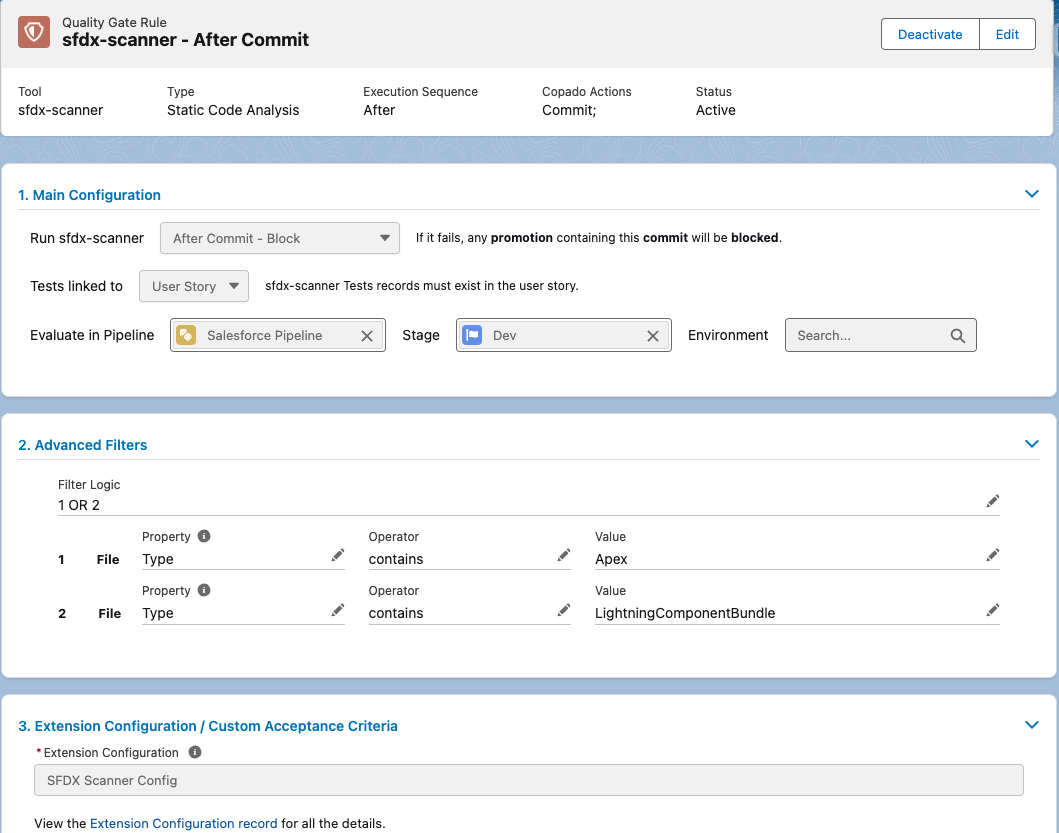 Quality Gate Rule
sfdx-scanner - After Commit
Deactivate Edit
Tool Type Execution Sequence Copado Actions Status
sfdx-scanner Static Code Analysis After Commit; Active
1. Main Configuration
Run sfdx-scanner After Commit - Block If it fails, any promotion containing this commit will be blocked.
Tests linked to User Story sfdx-scanner Tests records must exist in the user story.
Evaluate in Pipeline Salesforce Pipeline Stage Dev Environment Search...
2. Advanced Filters
Filter Logic
1 OR 2
Property Operator Value
1 File Type contains Apex
Property Operator Value
2 File Type contains LightningComponentBundle
3. Extension Configuration / Custom Acceptance Criteria
* Extension Configuration
SFDX Scanner Config
View the Extension Configuration record for all the details.